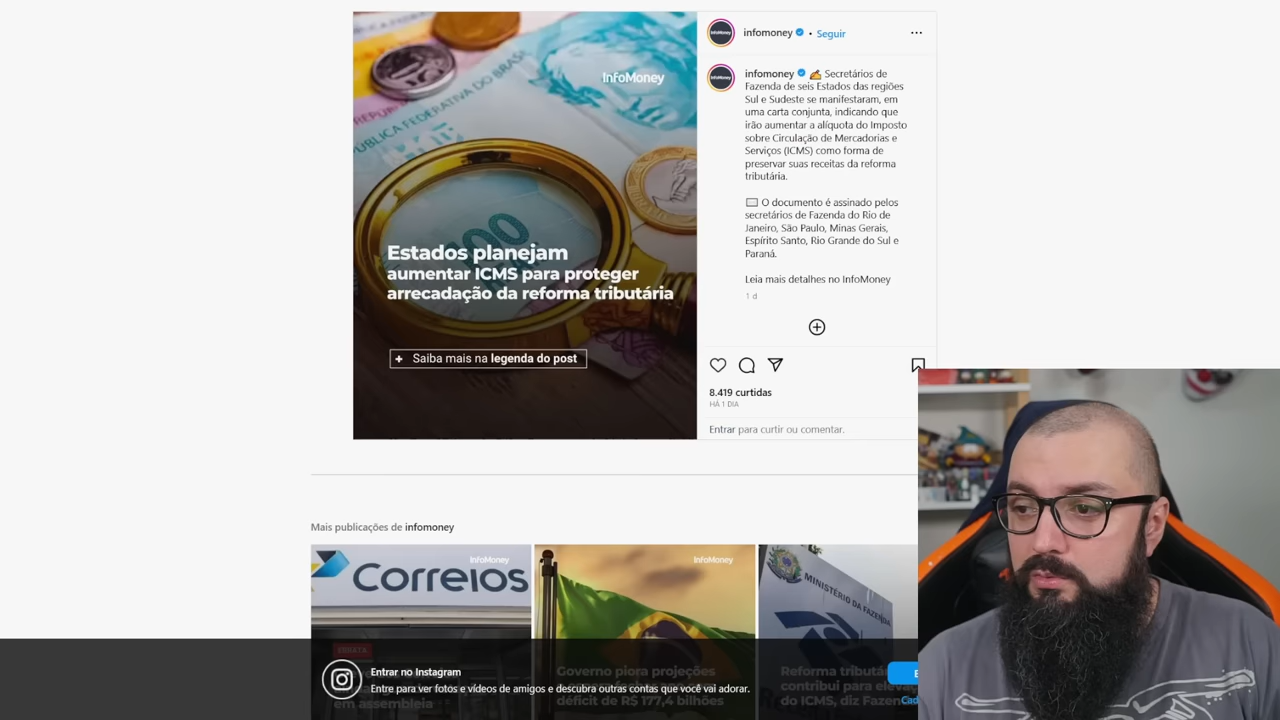 InfoMoney
Estados planejam
aumentar ICMS para proteger
arrecadação da reforma tributária
+ Saiba mais na legenda do post
infomoney • Seguir
infomoney ✍ Secretários de
Fazenda de seis Estados das regiões
Sul e Sudeste se manifestaram, em
uma carta conjunta, indicando que
irão aumentar a alíquota do Imposto
sobre Circulação de Mercadorias e
Serviços (ICMS) como forma de
preservar suas receitas da reforma
tributária.
O documento é assinado pelos
secretários de Fazenda do Rio de
Janeiro, São Paulo, Minas Gerais,
Espírito Santo, Rio Grande do Sul e
Paraná.
Leia mais detalhes no InfoMoney
1 d
8.419 curtidas
HÁ 1 DIA
Entrar para curtir ou comentar.
Mais publicações de infomoney
InfoMoney
Correios
em assembleia
InfoMoney
Governo piora projeções
déficit de R$ 177,4 bilhões
MINISTÉRIO DA FAZENDA
Reforma tributá
contribui para eleva
do ICMS, diz Fazen
Entrar no Instagram
Entre para ver fotos e vídeos de amigos e descubra outras contas que você vai adorar.
E
Cad